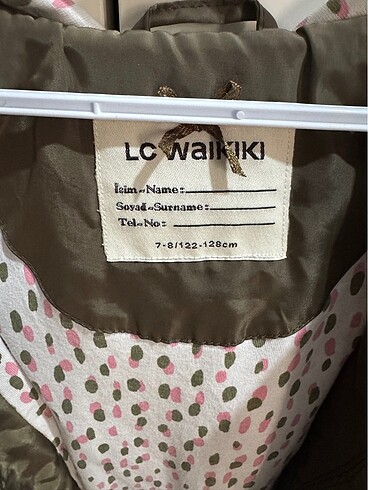 LC WAIKIKI
İsim-Name:
Soyad-Surname:
Tel-No:
7-8/122-128cm